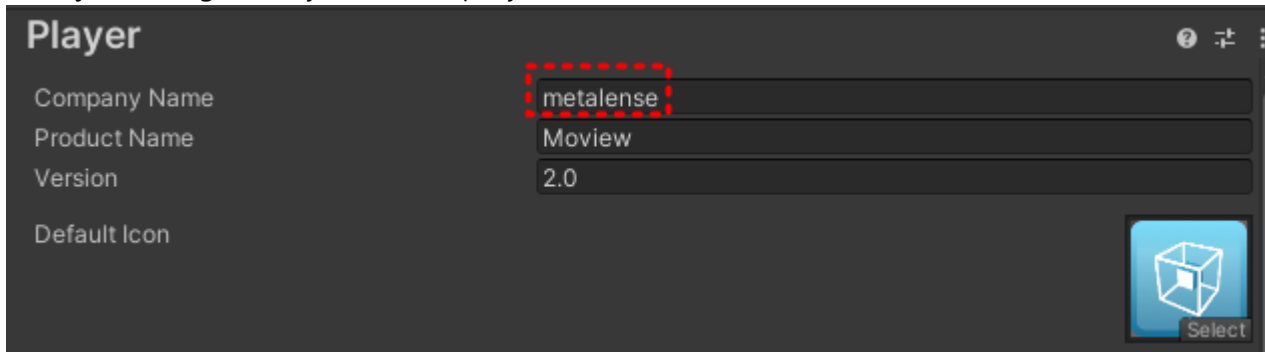 Player
Company Name metalense
Product Name Moview
Version 2.0
Default Icon
Select